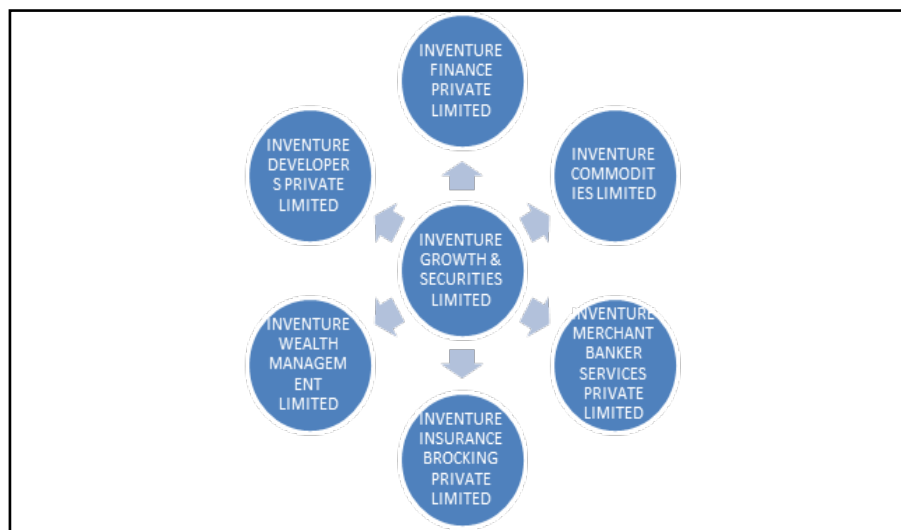 INVENTURE
FINANCE
PRIVATE
LIMITED
INVENTURE
DEVELOPER
S PRIVATE
LIMITED
INVENTURE
COMMODIT
IES LIMITED
INVENTURE
GROWTH &
SECURITIES
LIMITED
INVENTURE
WEALTH
MANAGEM
ENT
LIMITED
INVENTURE
MERCHANT
BANKER
SERVICES
PRIVATE
LIMITED
INVENTURE
INSURANCE
BROCKING
PRIVATE
LIMITED